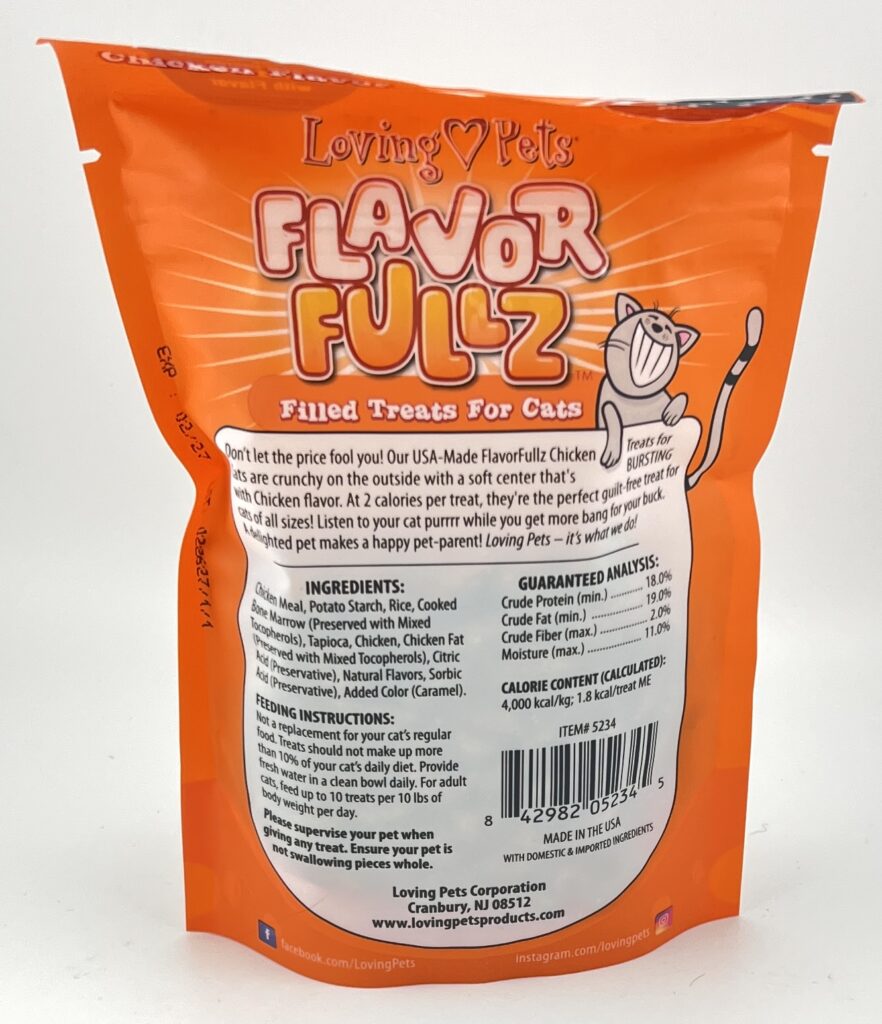 Chicken Flavor
with Flavor
Loving Pets
FLAVOR
FULLZ™
Filled Treats For Cats
EXP : 02/27
Don't let the price fool you! Our USA-Made FlavorFullz Chicken
ats are crunchy on the outside with a soft center that's
Treats for
BURSTING
with Chicken flavor. At 2 calories per treat, they're the perfect guilt-free treat for
cats of all sizes! Listen to your cat purrrr while you get more bang for your buck.
A delighted pet makes a happy pet-parent! Loving Pets – it's what we do!
INGREDIENTS:
Chicken Meal, Potato Starch, Rice, Cooked
Bone Marrow (Preserved with Mixed
Tocopherols), Tapioca, Chicken, Chicken Fat
(Preserved with Mixed Tocopherols), Citric
Acid (Preservative), Natural Flavors, Sorbic
Acid (Preservative), Added Color (Caramel).
FEEDING INSTRUCTIONS:
Not a replacement for your cat's regular
food. Treats should not make up more
than 10% of your cat's daily diet. Provide
fresh water in a clean bowl daily. For adult
cats, feed up to 10 treats per 10 lbs of
body weight per day.
Please supervise your pet when
giving any treat. Ensure your pet is
not swallowing pieces whole.
GUARANTEED ANALYSIS:
Crude Protein (min.) ........... 18.0%
Crude Fat (min.) .................. 19.0%
Crude Fiber (max.) .............. 2.0%
Moisture (max.) .................. 11.0%
CALORIE CONTENT (CALCULATED):
4,000 kcal/kg; 1.8 kcal/treat ME
ITEM# 5234
8 42982 05234 5
MADE IN THE USA
WITH DOMESTIC & IMPORTED INGREDIENTS
Loving Pets Corporation
Cranbury, NJ 08512
www.lovingpetsproducts.com
facebook.com/LovingPets
instagram.com/lovingpets